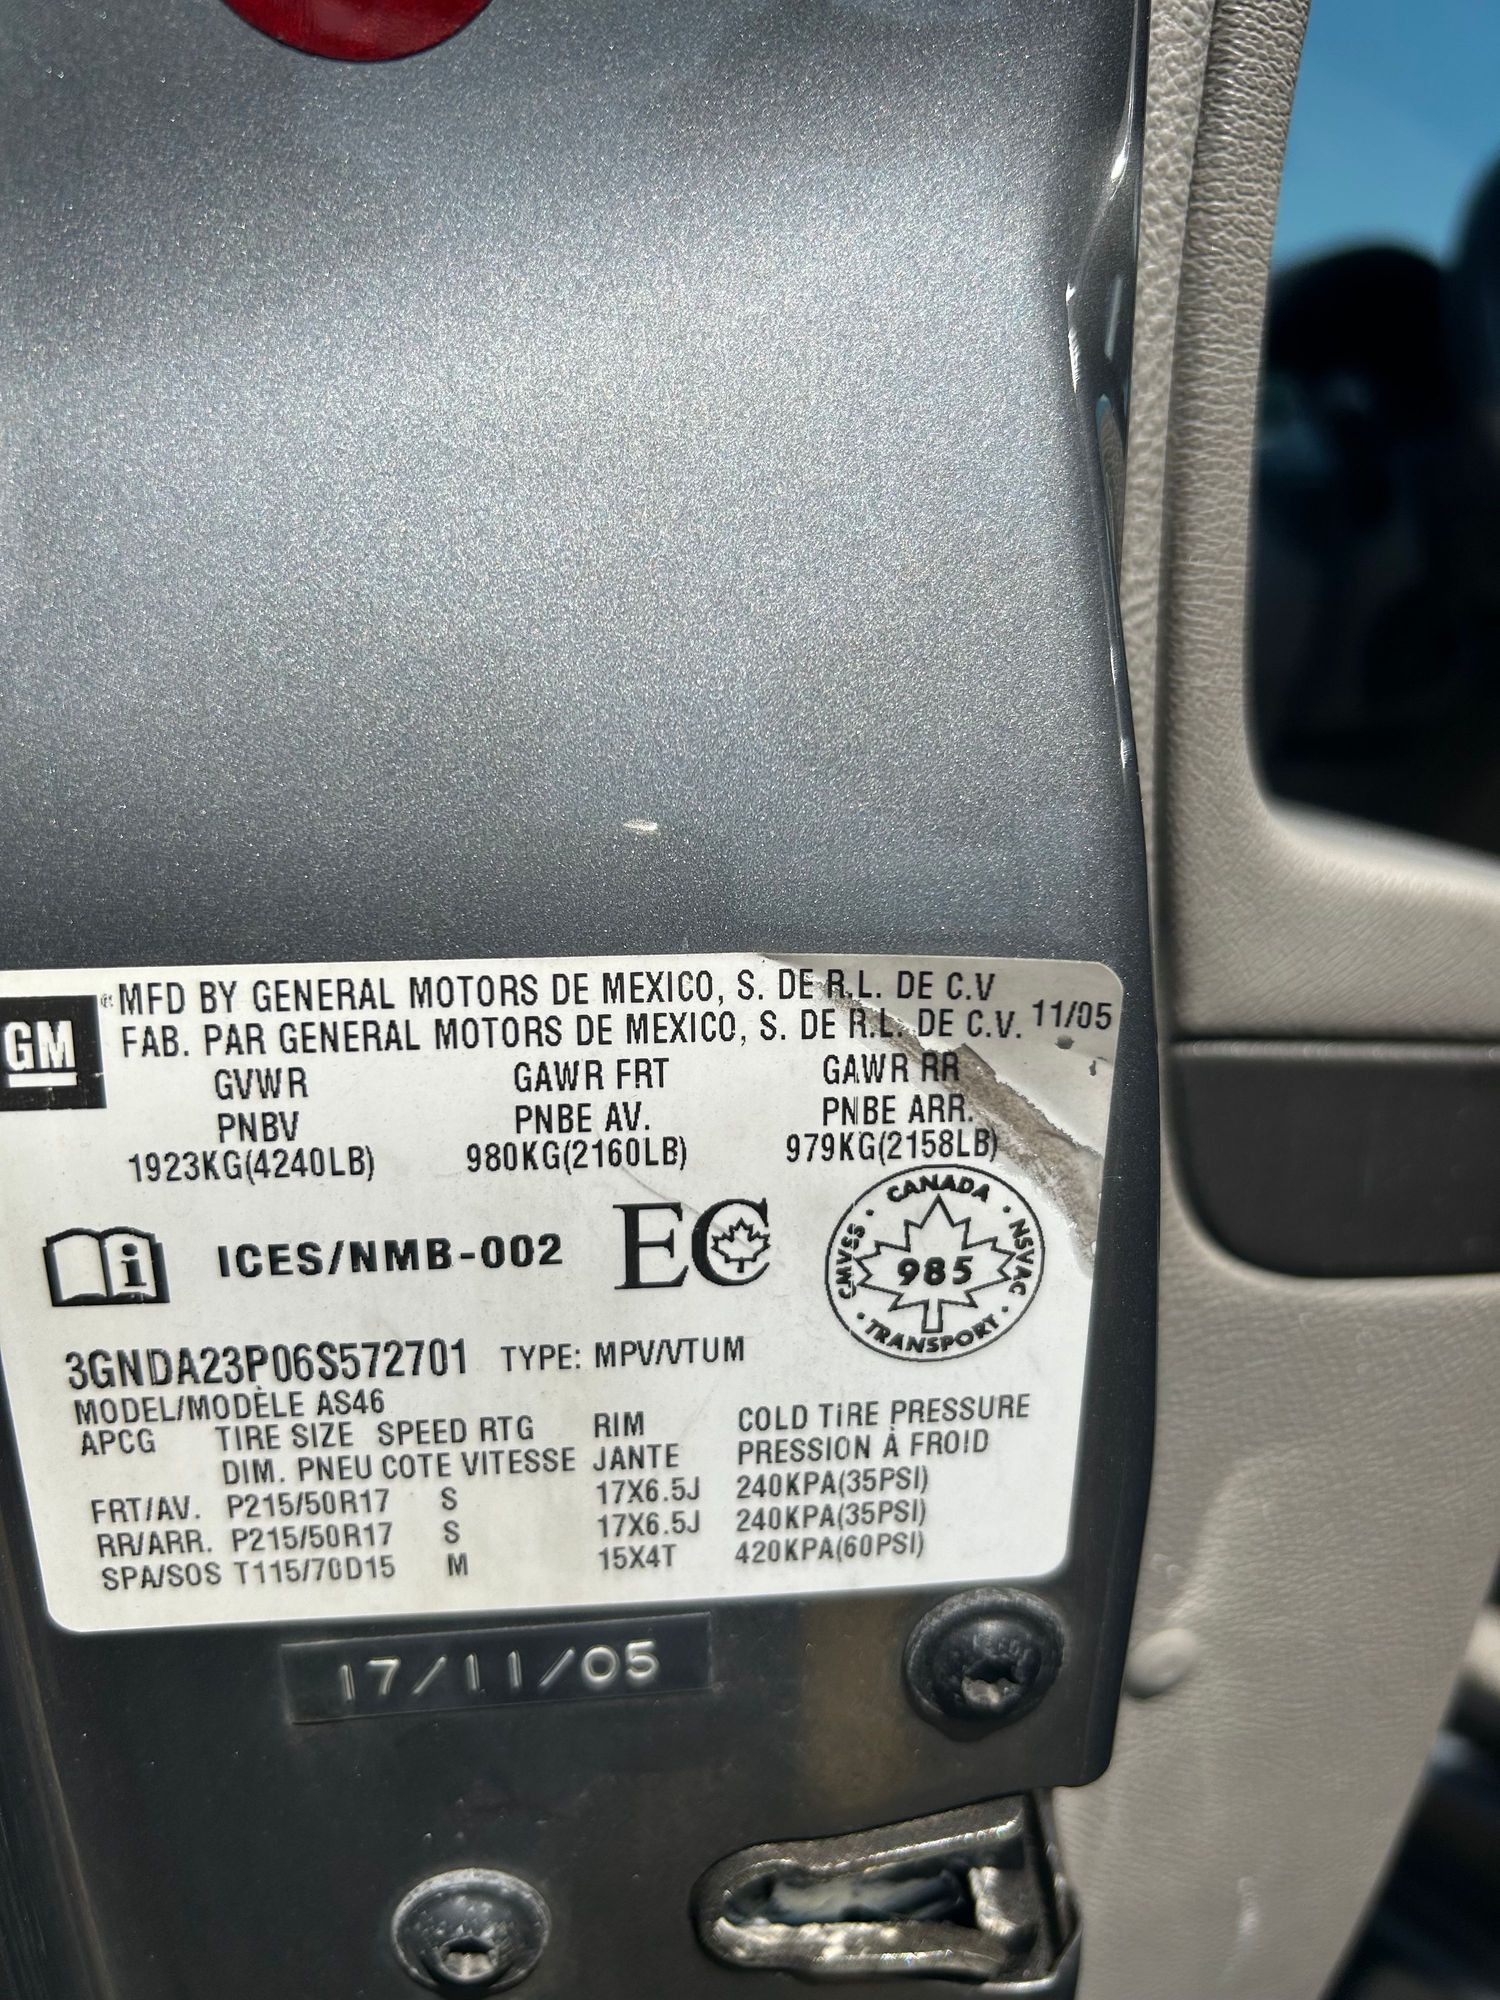 GM
MFD BY GENERAL MOTORS DE MEXICO, S. DE R.L. DE C.V
FAB. PAR GENERAL MOTORS DE MEXICO, S. DE R.L. DE C.V. 11/05
GVWR GAWR FRT GAWR RR
PNBV PNBE AV. PNBE ARR.
1923KG(4240LB) 980KG(2160LB) 979KG(2158LB)
i ICES/NMB-002 EC
CANADA
CMVSS 985 NSVAC
TRANSPORT
3GNDA23P06S572701 TYPE: MPV/VTUM
MODEL/MODÈLE AS46
APCG TIRE SIZE SPEED RTG RIM COLD TIRE PRESSURE
DIM. PNEU COTE VITESSE JANTE PRESSION À FROID
FRT/AV. P215/50R17 S 17X6.5J 240KPA(35PSI)
RR/ARR. P215/50R17 S 17X6.5J 240KPA(35PSI)
SPA/SOS T115/70D15 M 15X4T 420KPA(60PSI)
17/11/05